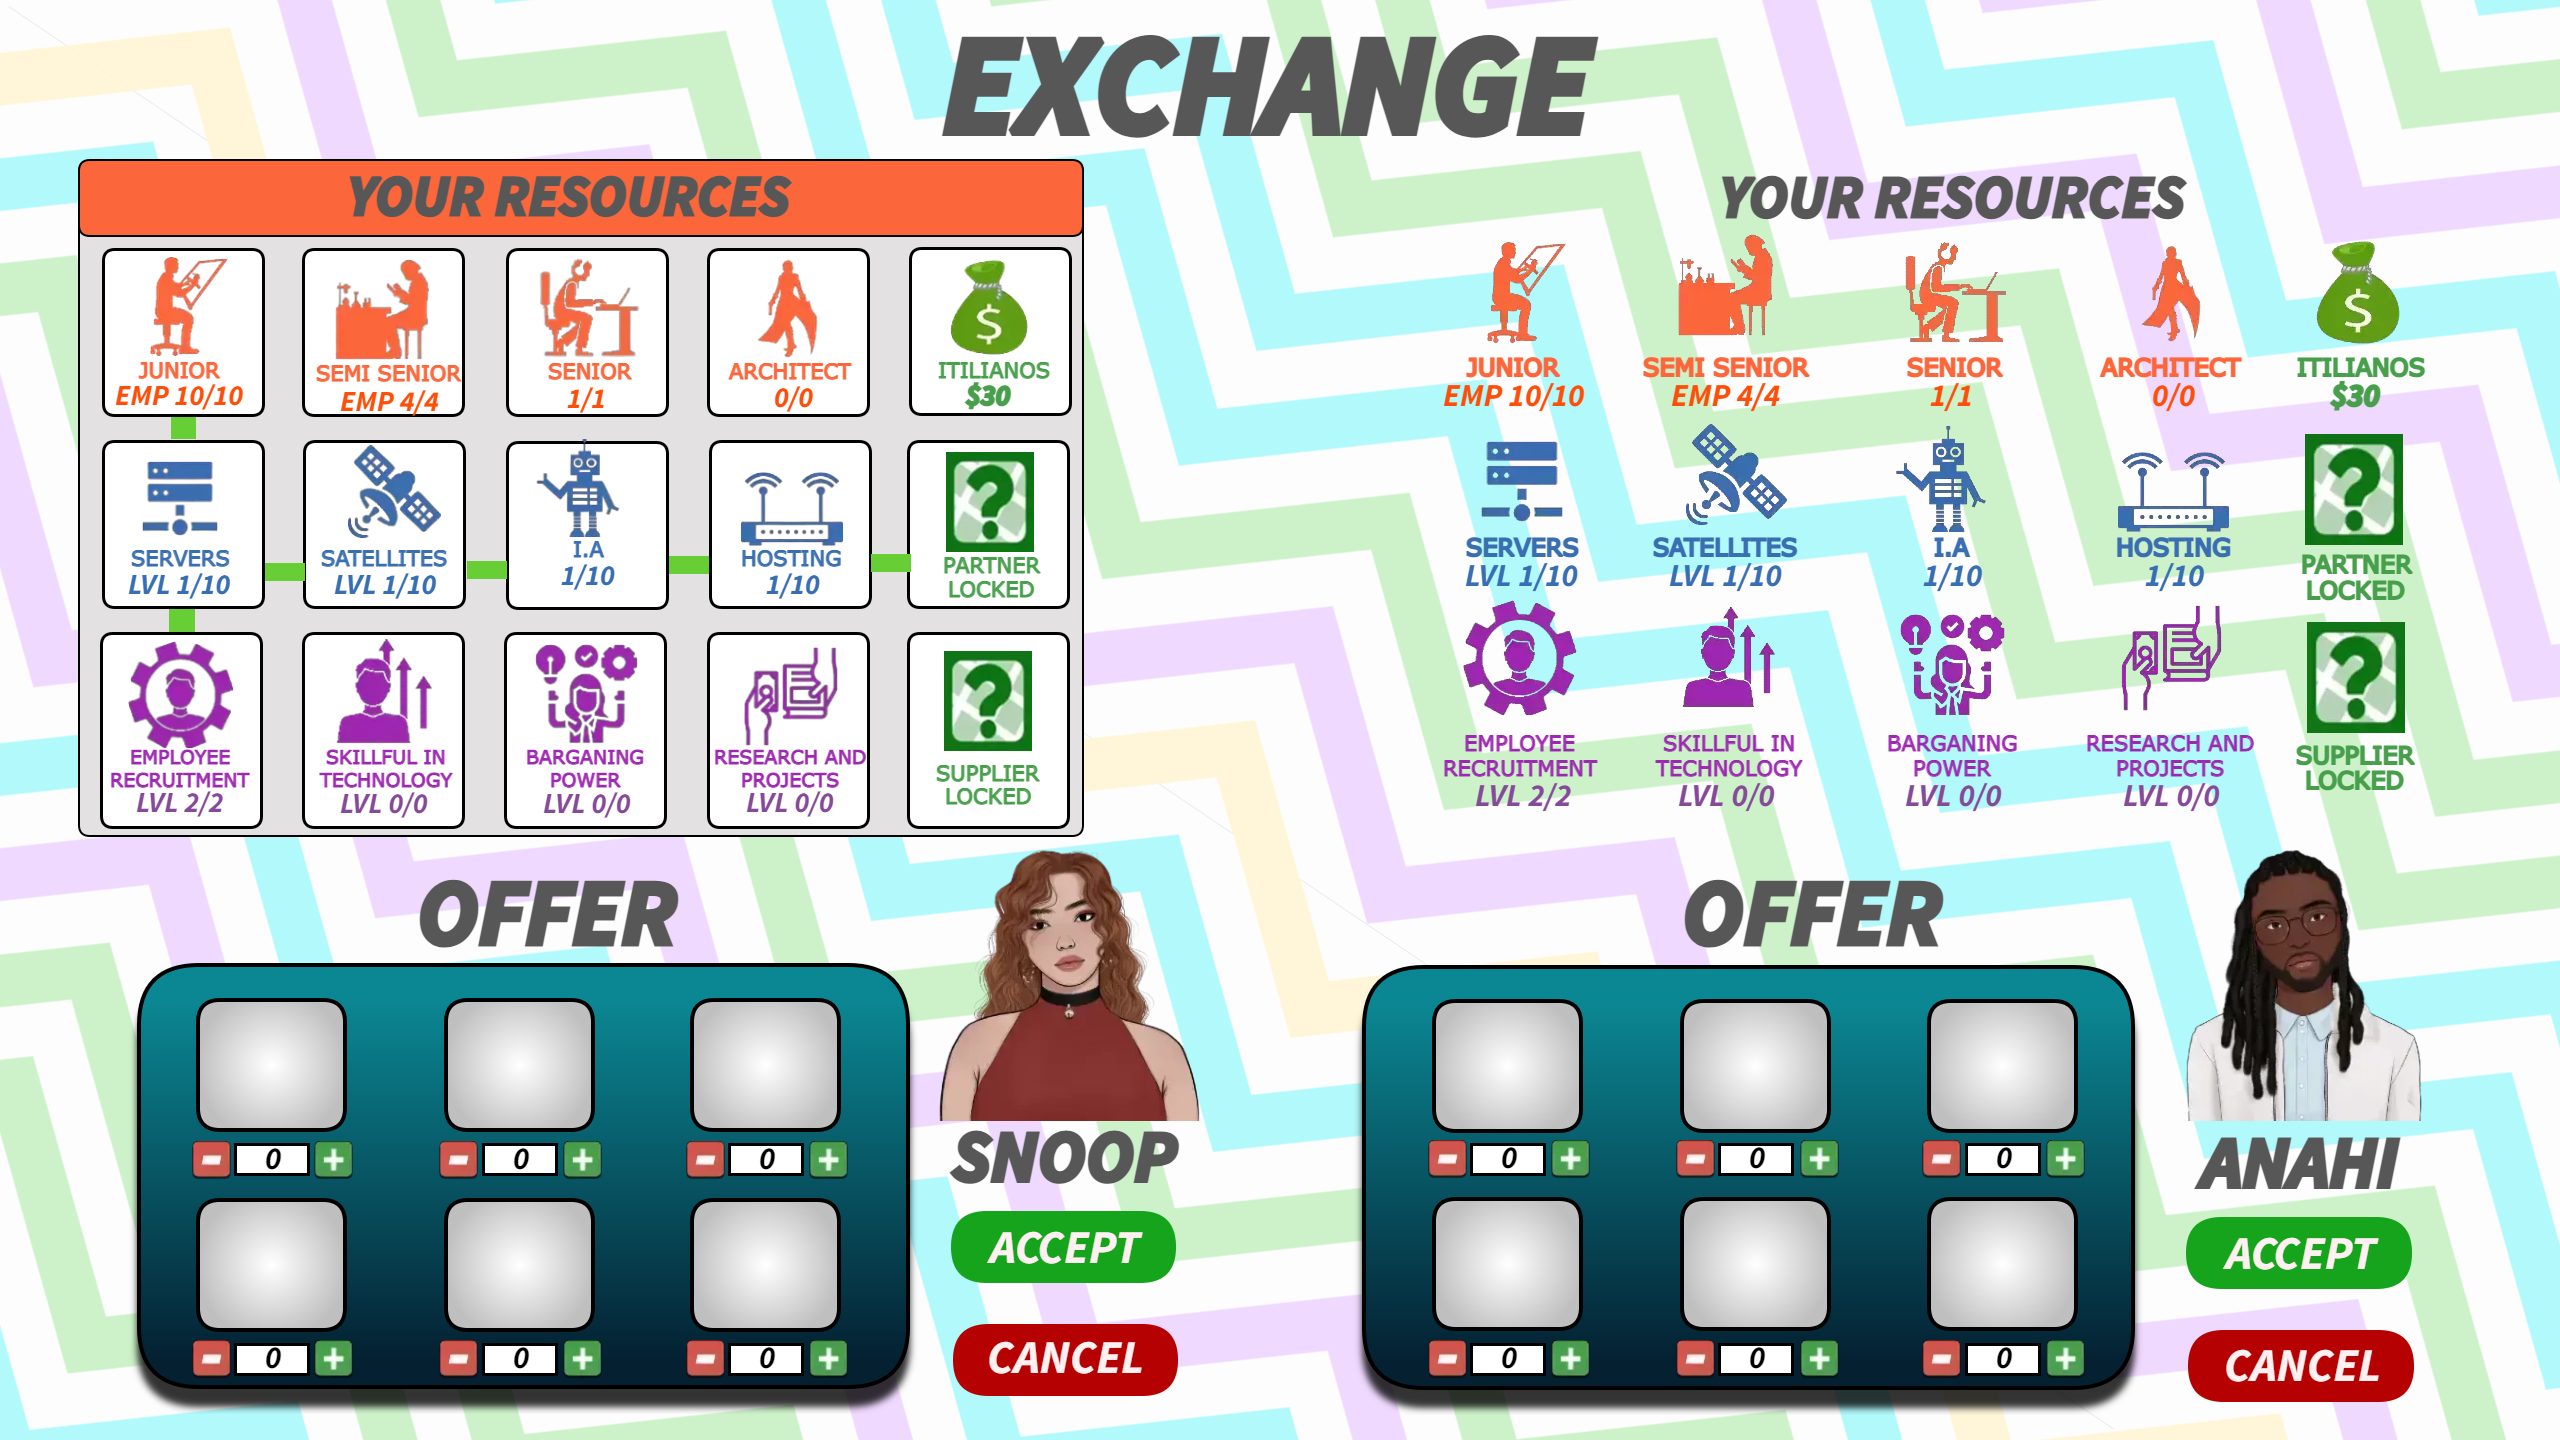 EXCHANGE
YOUR RESOURCES
JUNIOR
EMP 10/10
SEMI SENIOR
EMP 4/4
SENIOR
1/1
ARCHITECT
0/0
ITILIANOS
$30
SERVERS
LVL 1/10
SATELLITES
LVL 1/10
I.A
1/10
HOSTING
1/10
PARTNER
LOCKED
EMPLOYEE
RECRUITMENT
LVL 2/2
SKILLFUL IN
TECHNOLOGY
LVL 0/0
BARGANING
POWER
LVL 0/0
RESEARCH AND
PROJECTS
LVL 0/0
SUPPLIER
LOCKED
YOUR RESOURCES
JUNIOR
EMP 10/10
SEMI SENIOR
EMP 4/4
SENIOR
1/1
ARCHITECT
0/0
ITILIANOS
$30
SERVERS
LVL 1/10
SATELLITES
LVL 1/10
I.A
1/10
HOSTING
1/10
PARTNER
LOCKED
EMPLOYEE
RECRUITMENT
LVL 2/2
SKILLFUL IN
TECHNOLOGY
LVL 0/0
BARGANING
POWER
LVL 0/0
RESEARCH AND
PROJECTS
LVL 0/0
SUPPLIER
LOCKED
OFFER
0
0
0
0
0
0
SNOOP
ACCEPT
CANCEL
OFFER
0
0
0
0
0
0
ANAHI
ACCEPT
CANCEL